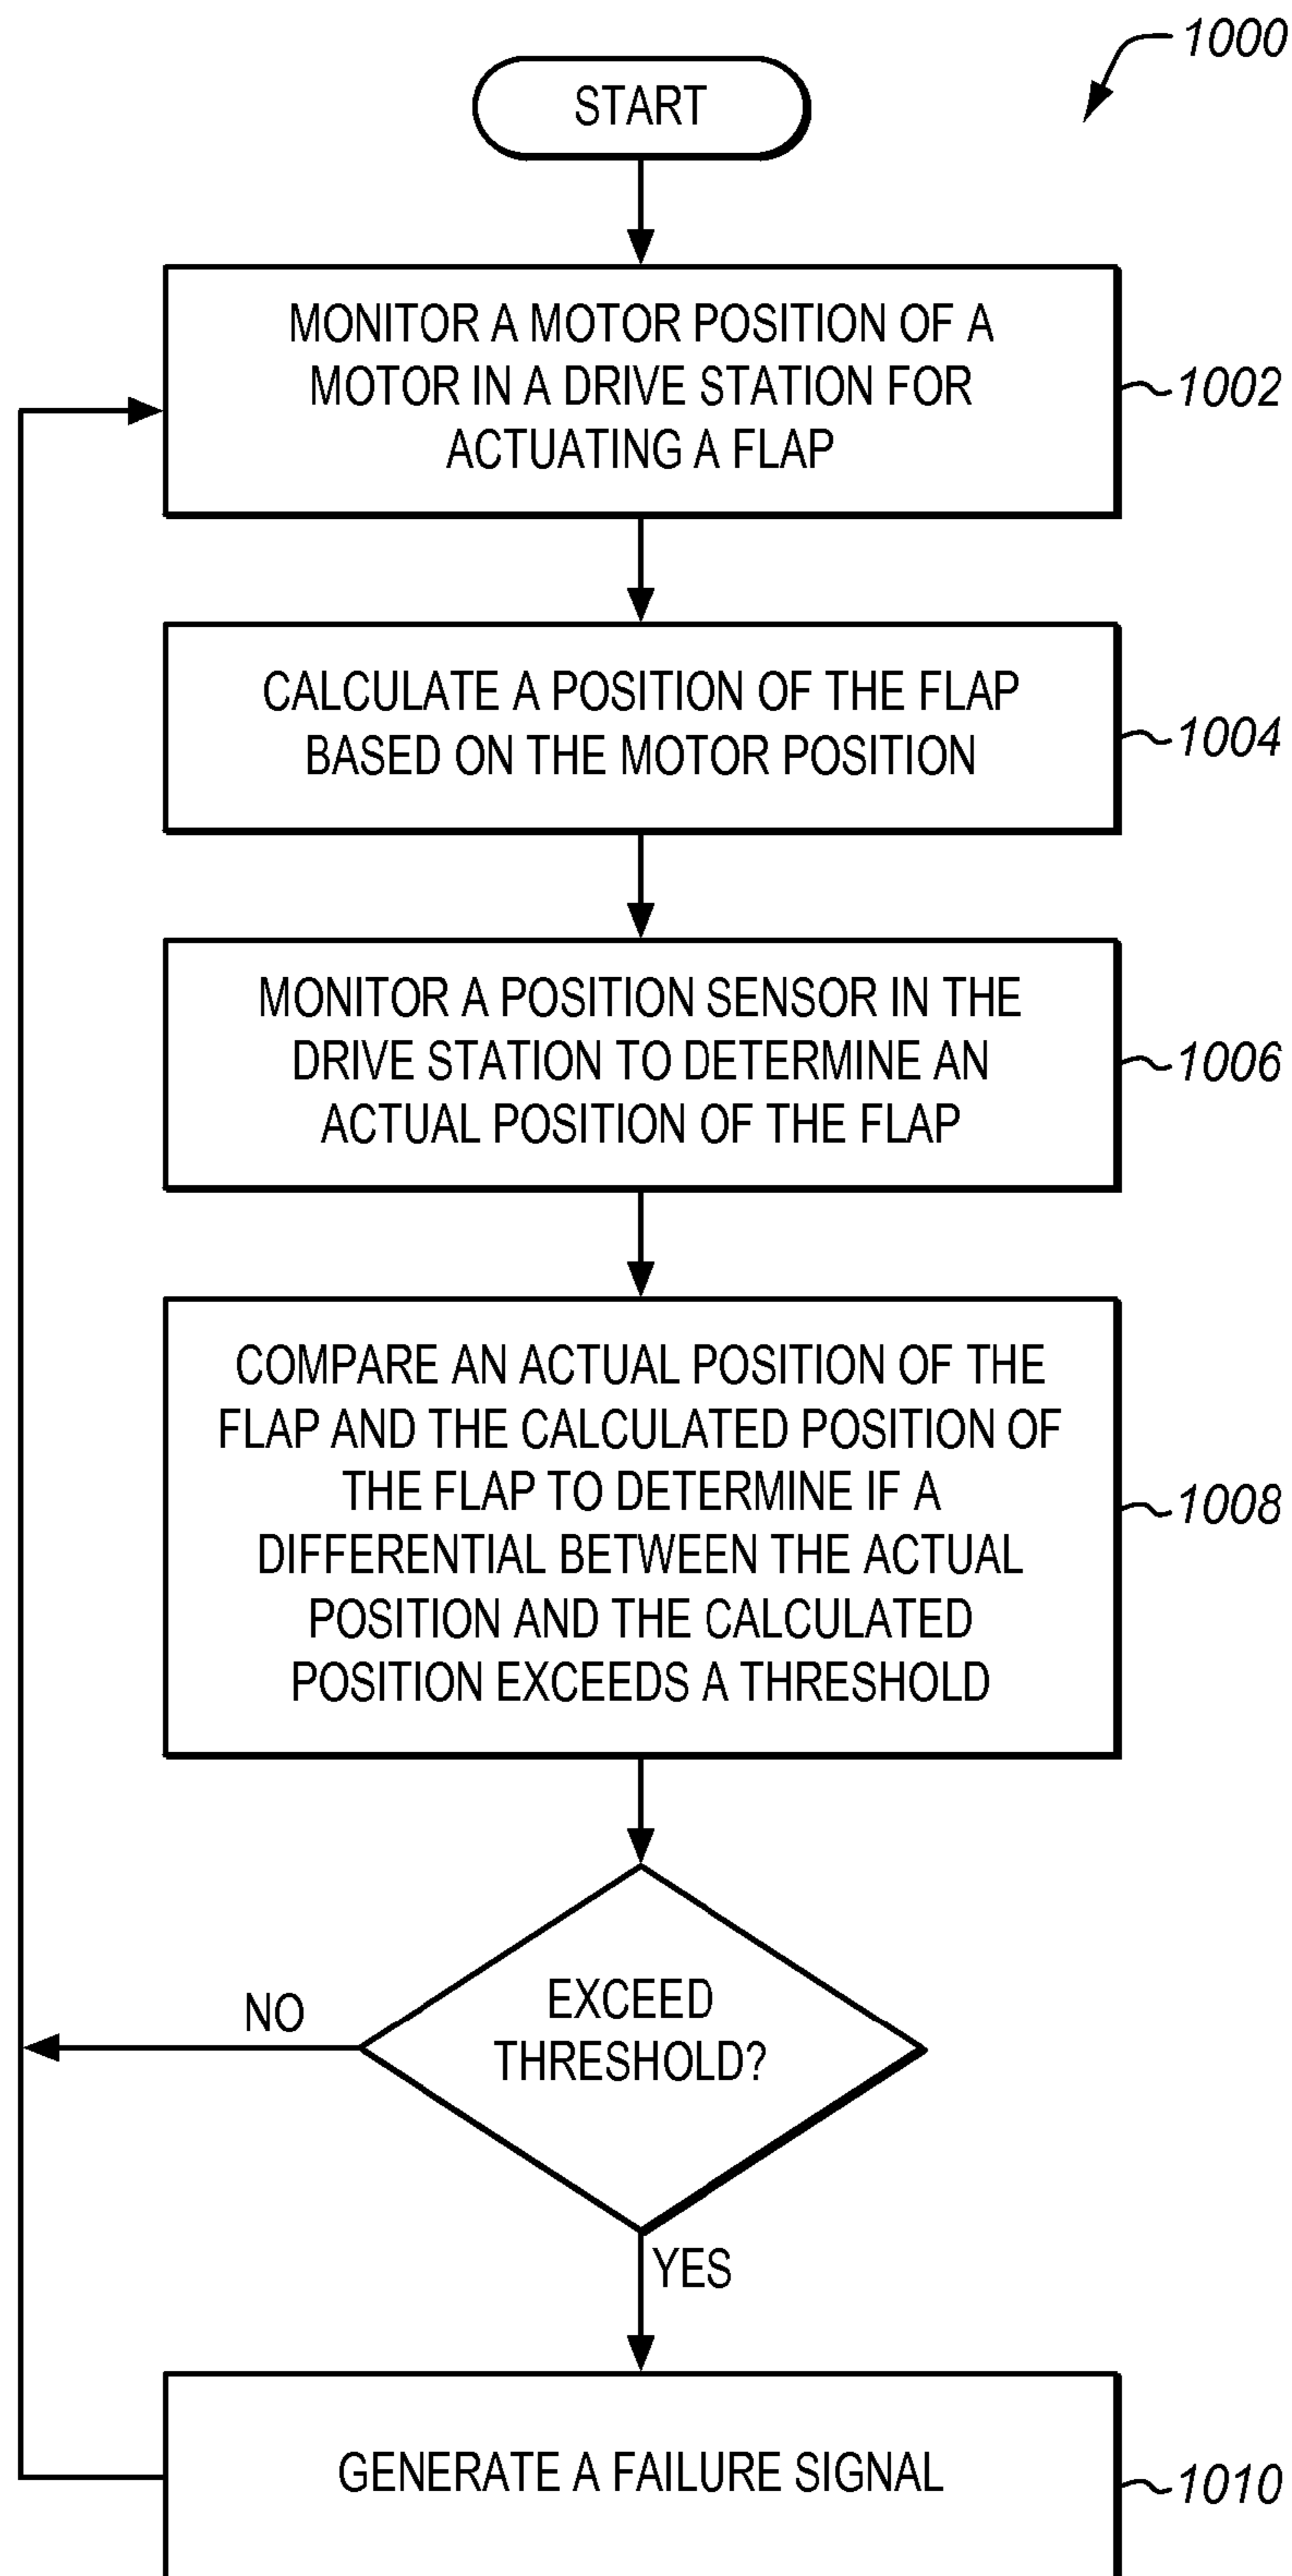 1000
START
MONITOR A MOTOR POSITION OF A
MOTOR IN A DRIVE STATION FOR
ACTUATING A FLAP
1002
CALCULATE A POSITION OF THE FLAP
BASED ON THE MOTOR POSITION
1004
MONITOR A POSITION SENSOR IN THE
DRIVE STATION TO DETERMINE AN
ACTUAL POSITION OF THE FLAP
1006
COMPARE AN ACTUAL POSITION OF THE
FLAP AND THE CALCULATED POSITION OF
THE FLAP TO DETERMINE IF A
DIFFERENTIAL BETWEEN THE ACTUAL
POSITION AND THE CALCULATED
POSITION EXCEEDS A THRESHOLD
1008
NO
EXCEED
THRESHOLD?
YES
GENERATE A FAILURE SIGNAL
1010